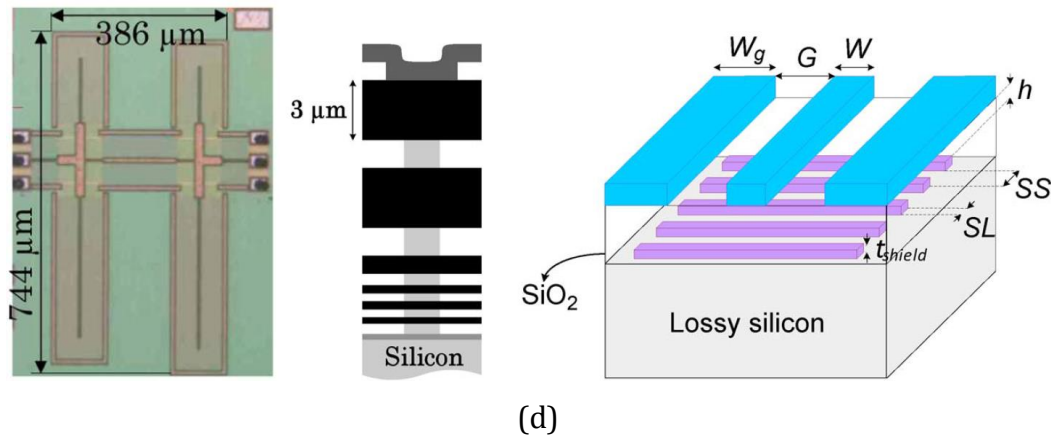 386 µm
744 µm
3 µm
Silicon
W_g
G
W
h
SS
SL
t_shield
SiO₂
Lossy silicon
(d)